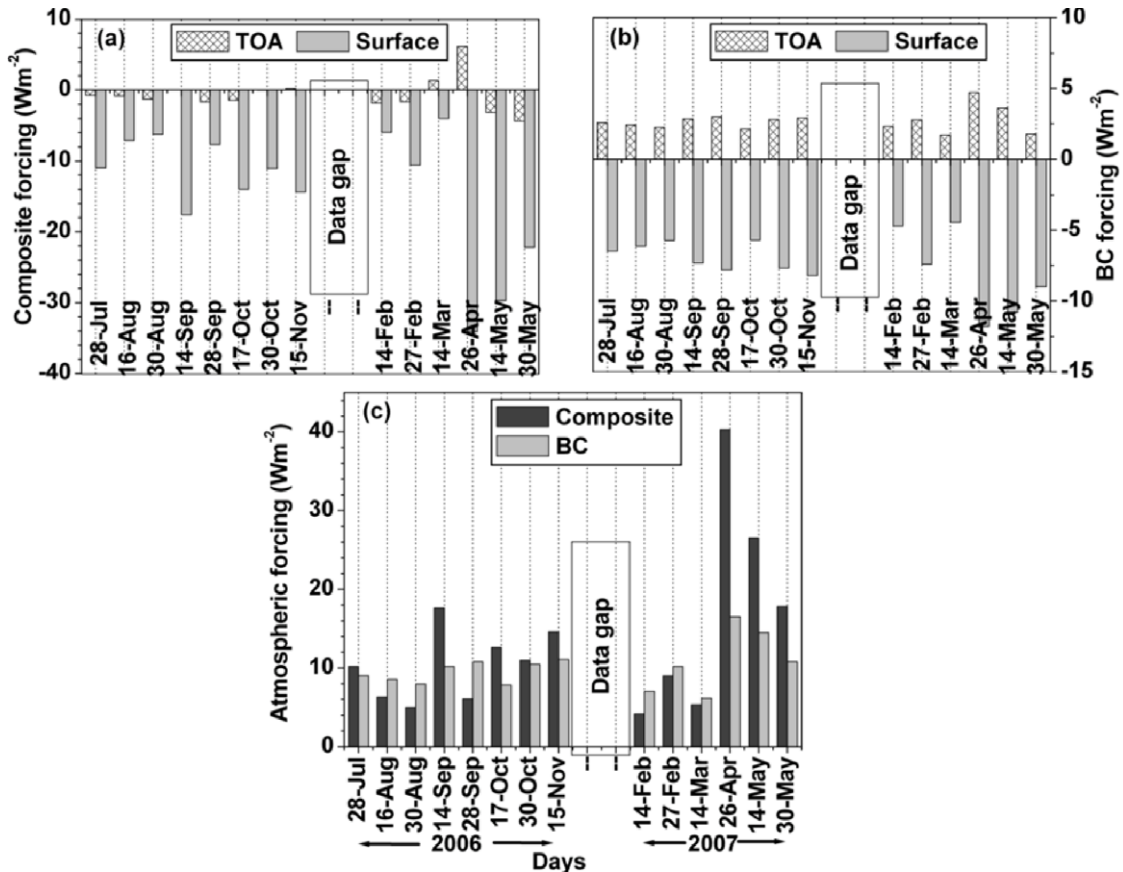 (a)
TOA Surface
Composite forcing (Wm⁻²)
10
0
-10
-20
-30
-40
Data gap
28-Jul
16-Aug
30-Aug
14-Sep
28-Sep
17-Oct
30-Oct
15-Nov
--
--
14-Feb
27-Feb
14-Mar
26-Apr
14-May
30-May
(b)
TOA Surface
BC forcing (Wm⁻²)
10
5
0
-5
-10
-15
Data gap
28-Jul
16-Aug
30-Aug
14-Sep
28-Sep
17-Oct
30-Oct
15-Nov
--
--
14-Feb
27-Feb
14-Mar
26-Apr
14-May
30-May
(c)
Composite
BC
Atmospheric forcing (Wm⁻²)
40
30
20
10
0
Data gap
28-Jul
16-Aug
30-Aug
14-Sep
28-Sep
17-Oct
30-Oct
15-Nov
--
--
14-Feb
27-Feb
14-Mar
26-Apr
14-May
30-May
2006
2007
Days